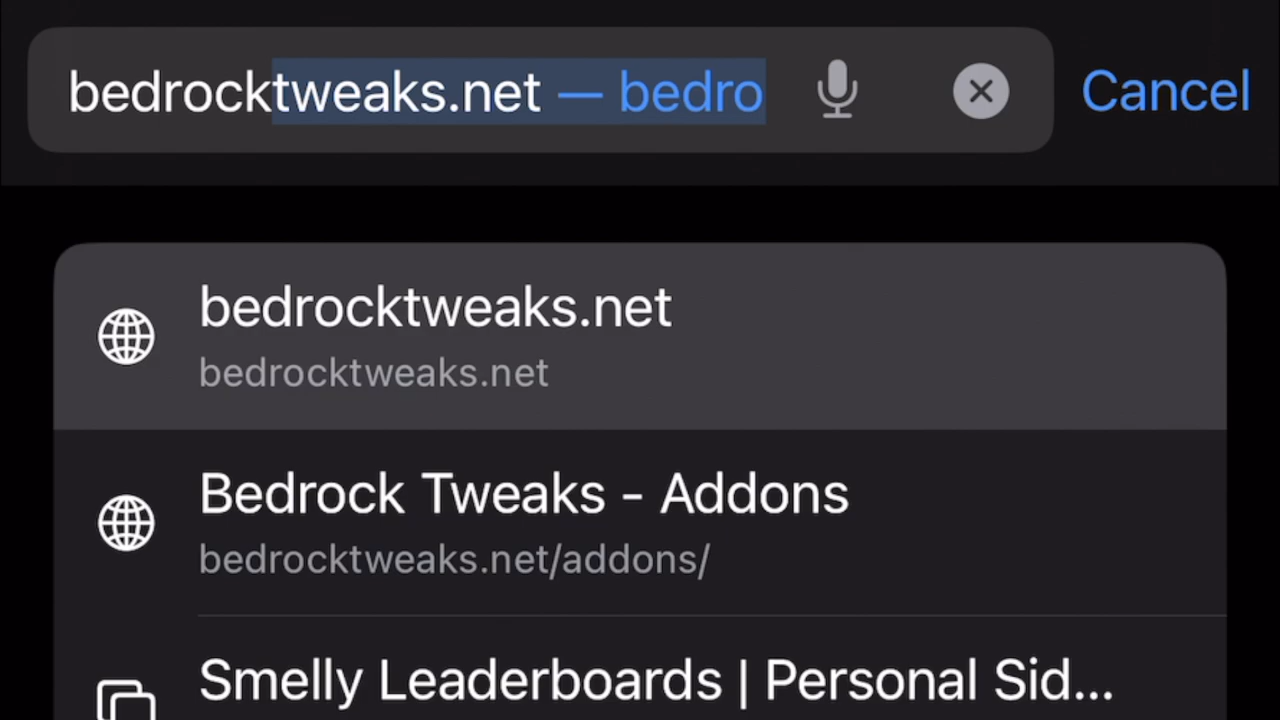 bedrocktweaks.net — bedro Cancel
bedrocktweaks.net
bedrocktweaks.net
Bedrock Tweaks - Addons
bedrocktweaks.net/addons/
Smelly Leaderboards | Personal Sid...